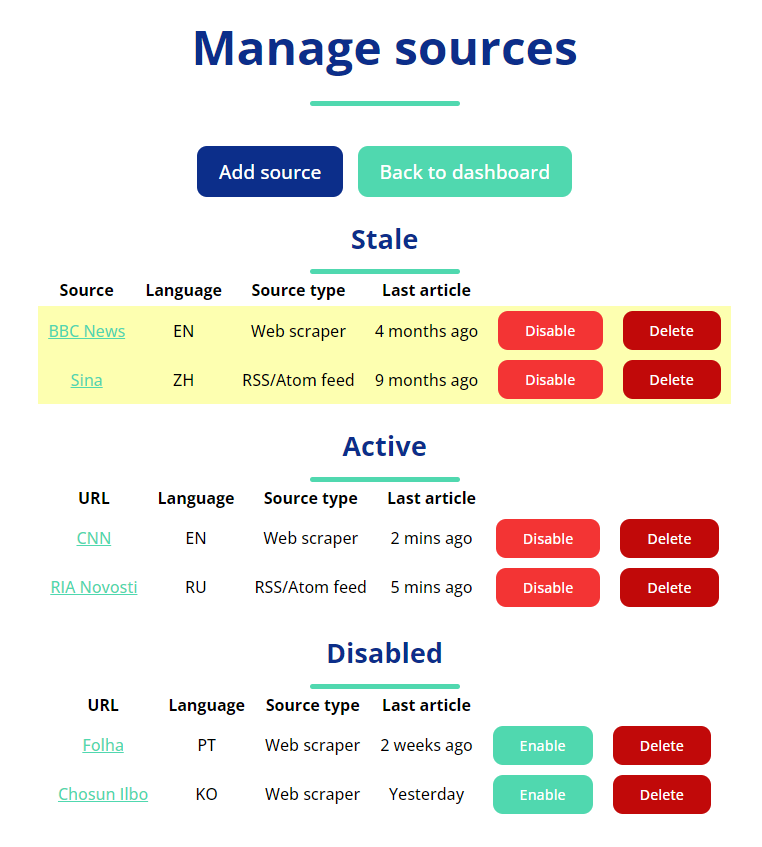 Manage sources
Add source Back to dashboard
Stale
Source Language Source type Last article
BBC News EN Web scraper 4 months ago Disable Delete
Sina ZH RSS/Atom feed 9 months ago Disable Delete
Active
URL Language Source type Last article
CNN EN Web scraper 2 mins ago Disable Delete
RIA Novosti RU RSS/Atom feed 5 mins ago Disable Delete
Disabled
URL Language Source type Last article
Folha PT Web scraper 2 weeks ago Enable Delete
Chosun Ilbo KO Web scraper Yesterday Enable Delete